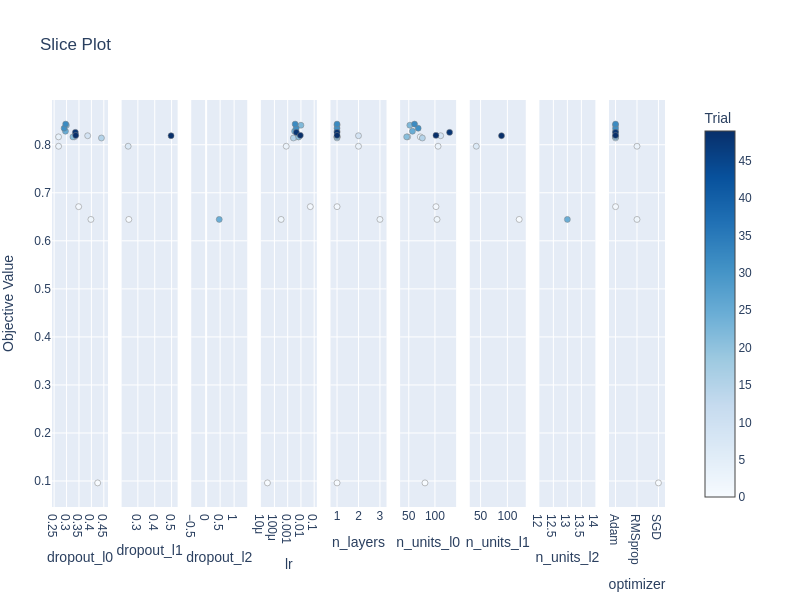 Slice Plot
Trial
Objective Value
0.8
0.7
0.6
0.5
0.4
0.3
0.2
0.1
45
40
35
30
25
20
15
10
5
0
0.25 0.3 0.35 0.4 0.45
dropout_l0
0.3 0.4 0.5
dropout_l1
−0.5 0 0.5 1
dropout_l2
10μ 100μ 0.001 0.01 0.1
lr
1 2 3
n_layers
50 100
n_units_l0
50 100
n_units_l1
12 12.5 13 13.5 14
n_units_l2
Adam RMSprop SGD
optimizer